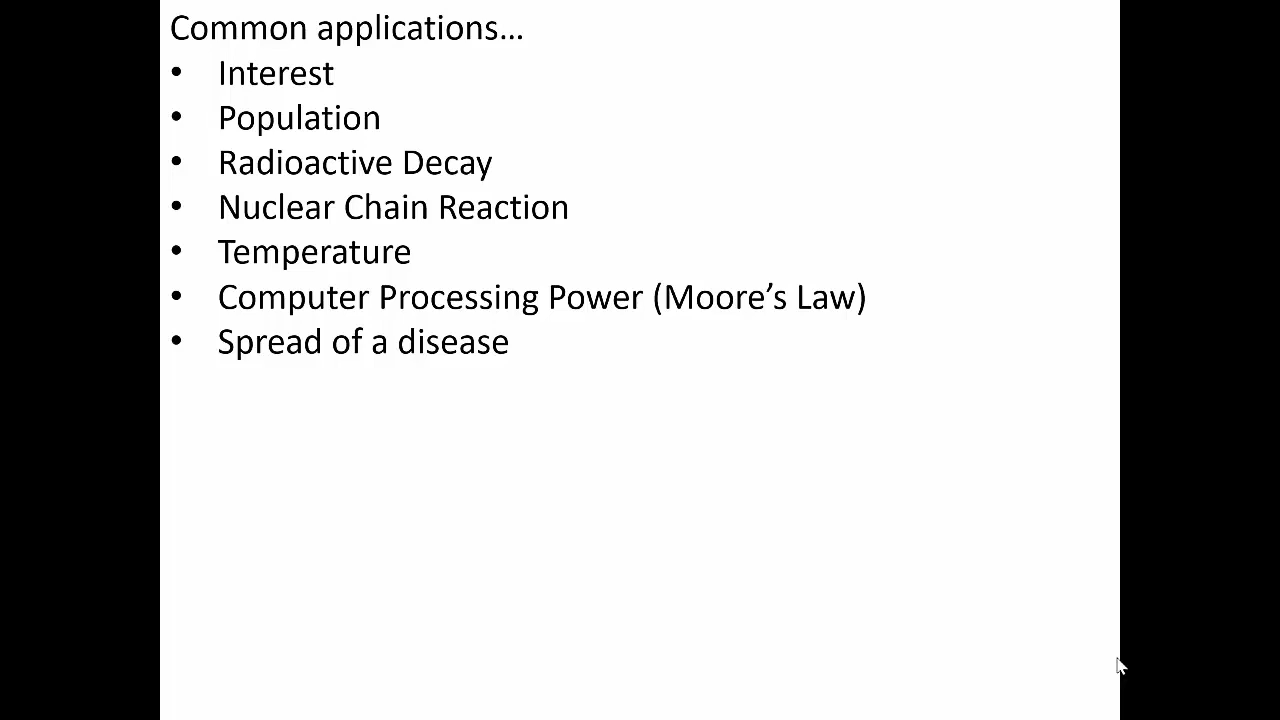 Common applications…
• Interest
• Population
• Radioactive Decay
• Nuclear Chain Reaction
• Temperature
• Computer Processing Power (Moore’s Law)
• Spread of a disease